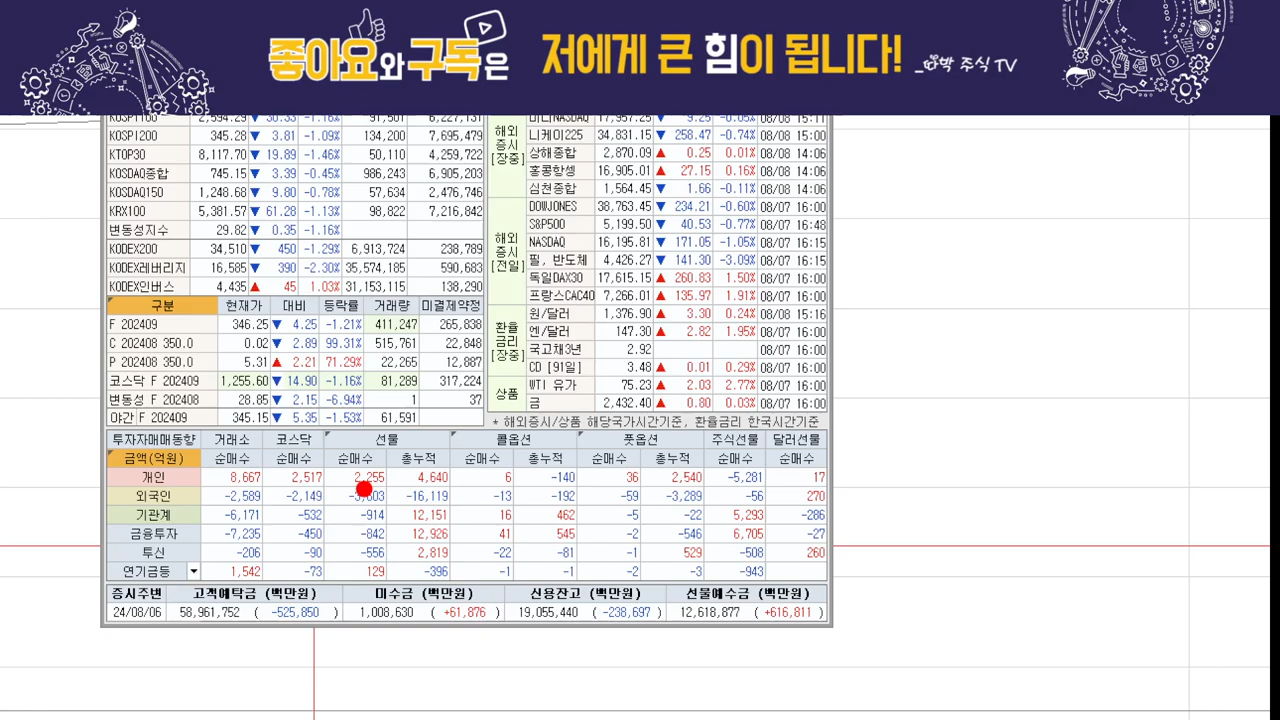 좋아요와구독은 저에게 큰 힘이 됩니다!
주식 TV
KOSPI100 2,594.29 ▼ 30.33 -1.16% 91,501 6,227,131
KOSPI200 345.28 ▼ 3.81 -1.09% 134,200 7,695,479
KTOP30 8,117.70 ▼ 19.89 -1.46% 50,110 4,259,722
KOSDAQ종합 745.15 ▼ 3.39 -0.45% 986,243 6,905,203
KOSDAQ150 1,248.68 ▼ 9.80 -0.78% 57,634 2,476,746
KRX100 5,381.57 ▼ 61.28 -1.13% 98,822 7,216,842
변동성지수 29.82 ▼ 0.35 -1.16%
KODEX200 34,510 ▼ 450 -1.29% 6,913,724 238,789
KODEX레버리지 16,585 ▼ 390 -2.30% 35,574,185 590,683
KODEX인버스 4,435 ▲ 45 1.03% 31,153,115 138,290
구분 현재가 대비 등락률 거래량 미결제약정
F 202409 346.25 ▼ 4.25 -1.21% 411,247 265,838
C 202408 350.0 0.02 ▼ 2.89 -99.31% 515,761 22,848
P 202408 350.0 5.31 ▲ 2.21 71.29% 22,265 12,887
코스닥 F 202409 1,255.60 ▼ 14.90 -1.16% 81,289 317,224
변동성 F 202408 28.85 ▼ 2.15 -6.94% 1 37
야간 F 202409 345.15 ▼ 5.35 -1.53% 61,591
해외
증시
[장중]
미니NASDAQ 17,957.25 ▼ 9.25 -0.05% 08/08 15:11
니케이225 34,831.15 ▼ 258.47 -0.74% 08/08 15:00
상해종합 2,870.09 ▲ 0.25 0.01% 08/08 14:06
홍콩항셍 16,905.01 ▲ 27.15 0.16% 08/08 14:06
심천종합 1,564.45 ▼ 1.66 -0.11% 08/08 14:06
해외
증시
[전일]
DOWJONES 38,763.45 ▼ 234.21 -0.60% 08/07 16:00
S&P500 5,199.50 ▼ 40.53 -0.77% 08/07 16:48
NASDAQ 16,195.81 ▼ 171.05 -1.05% 08/07 16:15
필, 반도체 4,426.27 ▼ 141.30 -3.09% 08/07 16:15
독일DAX30 17,615.15 ▲ 260.83 1.50% 08/07 16:00
프랑스CAC40 7,266.01 ▲ 135.97 1.91% 08/07 16:00
환율
금리
[장중]
원/달러 1,376.90 ▲ 3.30 0.24% 08/08 15:16
엔/달러 147.30 ▲ 2.82 1.95% 08/07 16:00
국고채3년 2.92 08/07 16:00
CD [91일] 3.48 ▲ 0.01 0.29% 08/07 16:00
상품
WTI 유가 75.23 ▲ 2.03 2.77% 08/07 16:00
금 2,432.40 ▲ 0.80 0.03% 08/07 16:00
* 해외증시/상품 해당국가시간기준, 환율금리 한국시간기준
투자자매매동향 거래소 코스닥 선물 콜옵션 풋옵션 주식선물 달러선물
금액(억원) 순매수 순매수 순매수 총누적 순매수 총누적 순매수 총누적 순매수 순매수
개인 8,667 2,517 2,255 4,640 6 -140 36 2,540 -5,281 17
외국인 -2,589 -2,149 -16,119 -13 -192 -59 -3,289 -56 270
기관계 -6,171 -532 -914 12,151 16 462 -5 -22 5,293 -286
금융투자 -7,235 -450 -842 12,926 41 545 -2 -546 6,705 -27
투신 -206 -90 -556 2,819 -22 -81 -1 529 -508 260
연기금등 1,542 -73 129 -396 -1 -1 -2 -3 -943
증시주변 고객예탁금 (백만원) 미수금 (백만원) 신용잔고 (백만원) 선물예수금 (백만원)
24/08/06 58,961,752 ( -525,850 ) 1,008,630 ( +61,876 ) 19,055,440 ( -238,697 ) 12,618,877 ( +616,811 )